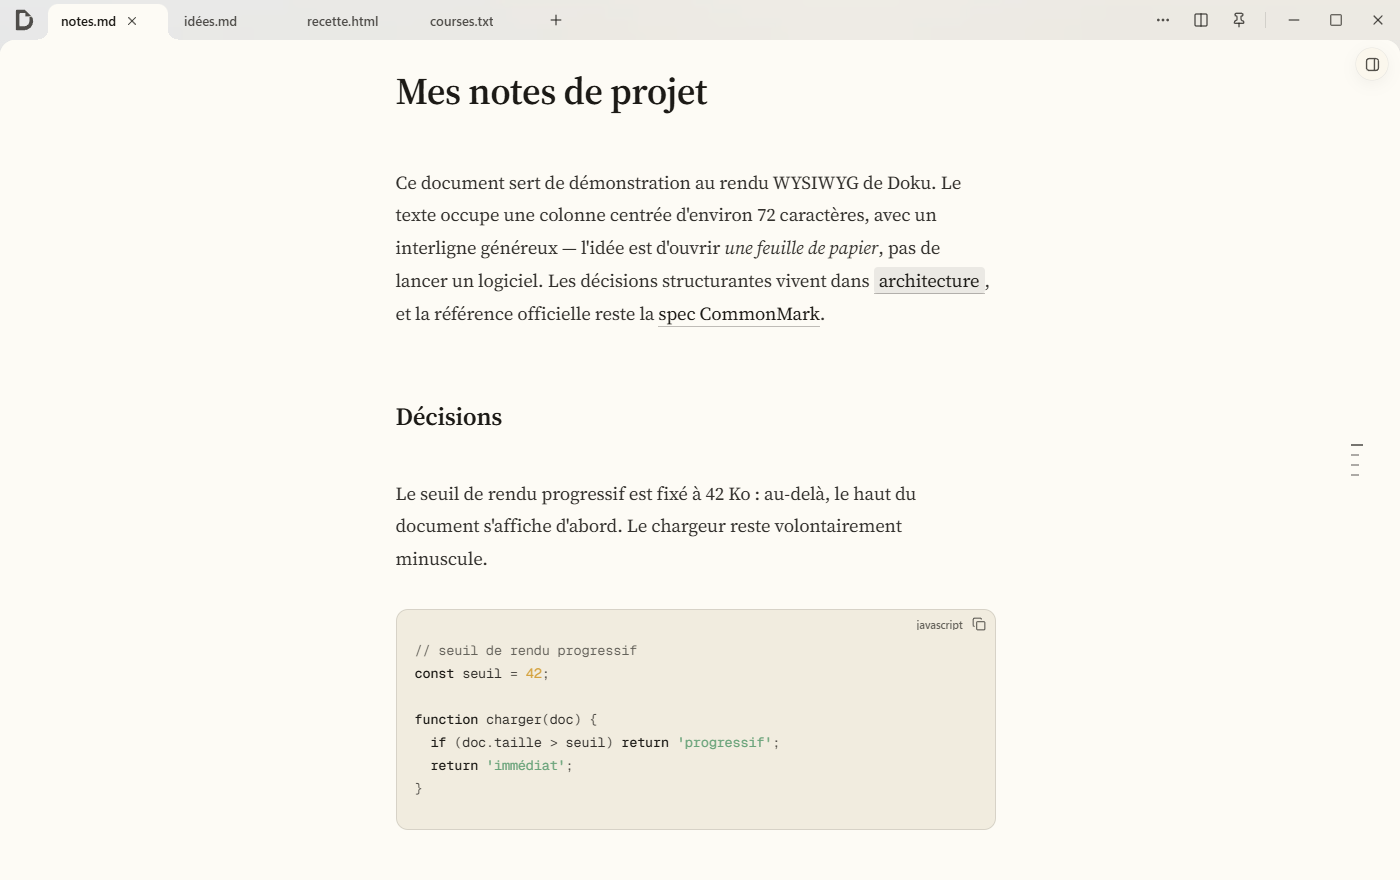 notes.md
idées.md
recette.html
courses.txt
Mes notes de projet
Ce document sert de démonstration au rendu WYSIWYG de Doku. Le
texte occupe une colonne centrée d'environ 72 caractères, avec un
interligne généreux — l'idée est d'ouvrir une feuille de papier, pas de
lancer un logiciel. Les décisions structurantes vivent dans architecture,
et la référence officielle reste la spec CommonMark.
Décisions
Le seuil de rendu progressif est fixé à 42 Ko : au-delà, le haut du
document s'affiche d'abord. Le chargeur reste volontairement
minuscule.
javascript
// seuil de rendu progressif
const seuil = 42;
function charger(doc) {
  if (doc.taille > seuil) return 'progressif';
  return 'immédiat';
}